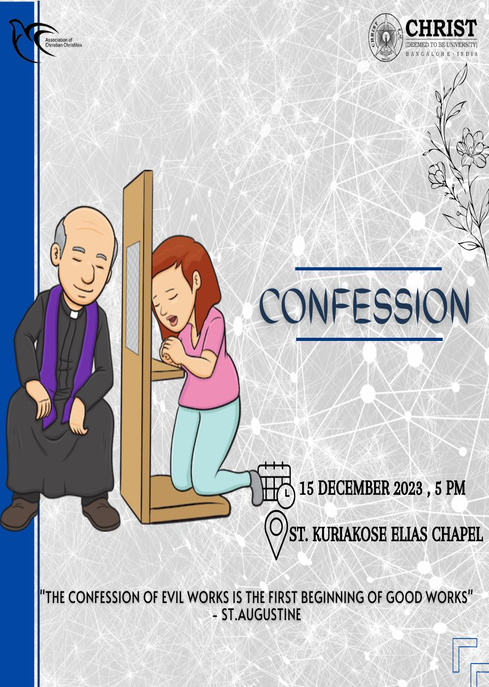 Association of
Christian Christites
CHRIST
(DEEMED TO BE UNIVERSITY)
BANGALORE · INDIA
CONFESSION
15 DECEMBER 2023 , 5 PM
ST. KURIAKOSE ELIAS CHAPEL
"THE CONFESSION OF EVIL WORKS IS THE FIRST BEGINNING OF GOOD WORKS"
- ST.AUGUSTINE